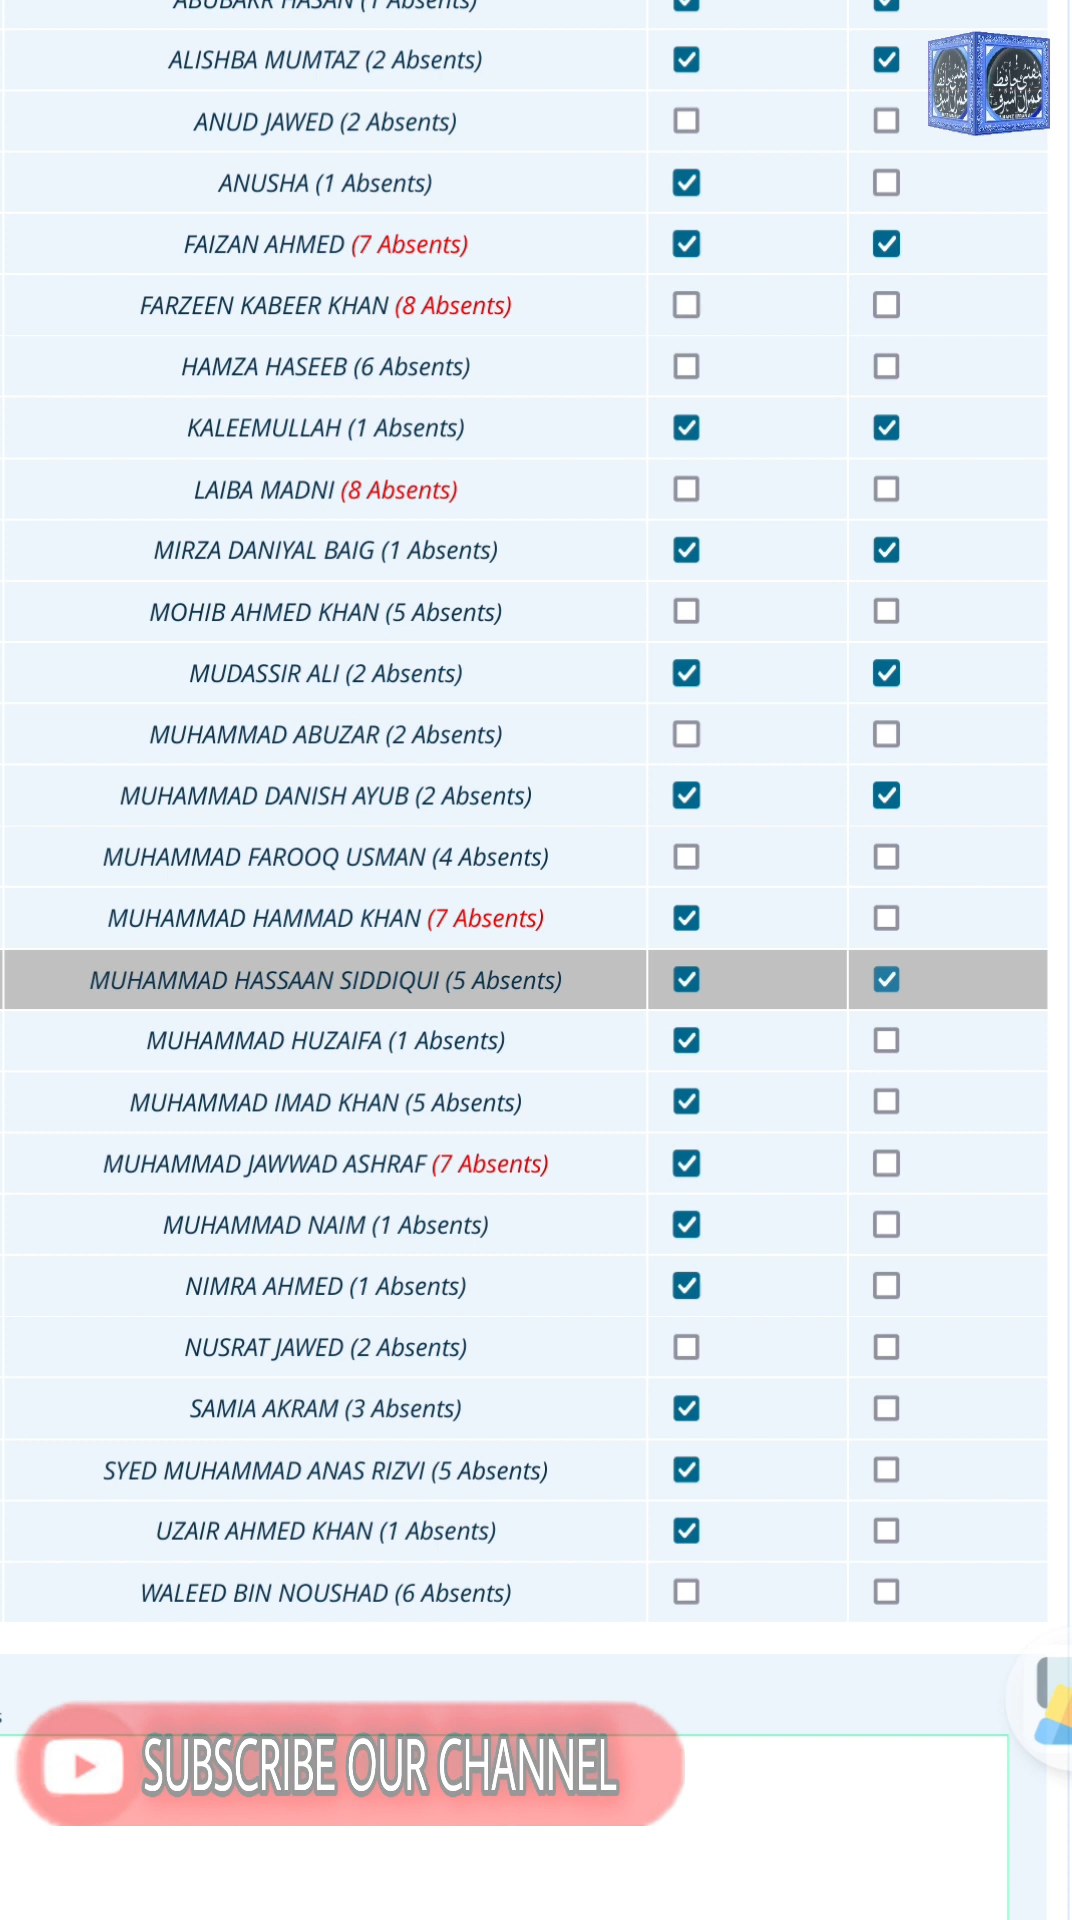 ABUBAKR HASAN (1 Absents)
ALISHBA MUMTAZ (2 Absents)
ANUD JAWED (2 Absents)
ANUSHA (1 Absents)
FAIZAN AHMED (7 Absents)
FARZEEN KABEER KHAN (8 Absents)
HAMZA HASEEB (6 Absents)
KALEEMULLAH (1 Absents)
LAIBA MADNI (8 Absents)
MIRZA DANIYAL BAIG (1 Absents)
MOHIB AHMED KHAN (5 Absents)
MUDASSIR ALI (2 Absents)
MUHAMMAD ABUZAR (2 Absents)
MUHAMMAD DANISH AYUB (2 Absents)
MUHAMMAD FAROOQ USMAN (4 Absents)
MUHAMMAD HAMMAD KHAN (7 Absents)
MUHAMMAD HASSAAN SIDDIQUI (5 Absents)
MUHAMMAD HUZAIFA (1 Absents)
MUHAMMAD IMAD KHAN (5 Absents)
MUHAMMAD JAWWAD ASHRAF (7 Absents)
MUHAMMAD NAIM (1 Absents)
NIMRA AHMED (1 Absents)
NUSRAT JAWED (2 Absents)
SAMIA AKRAM (3 Absents)
SYED MUHAMMAD ANAS RIZVI (5 Absents)
UZAIR AHMED KHAN (1 Absents)
WALEED BIN NOUSHAD (6 Absents)
SUBSCRIBE OUR CHANNEL